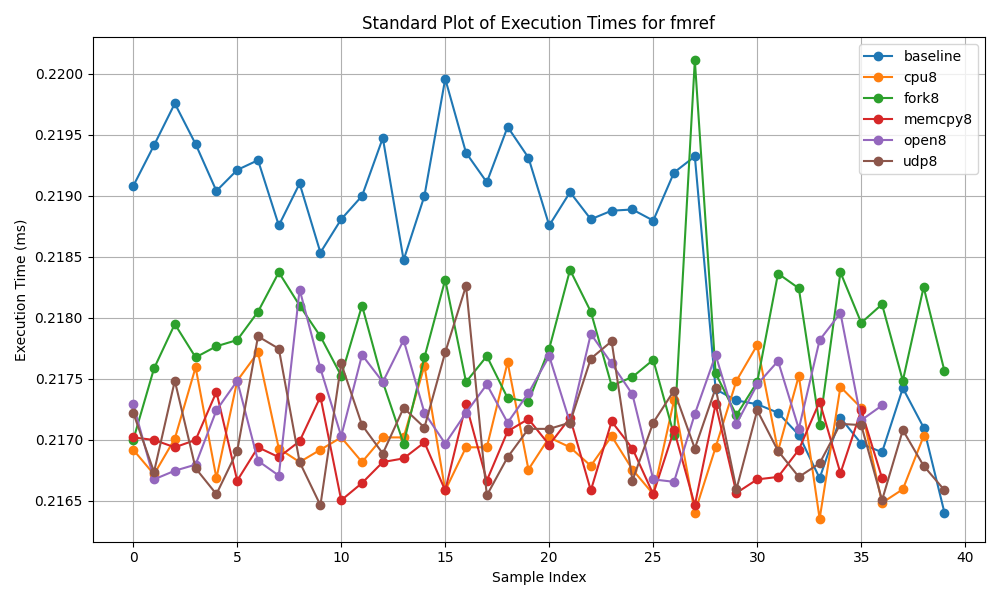 Standard Plot of Execution Times for fmref
baseline
cpu8
fork8
memcpy8
open8
udp8
Execution Time (ms)
0.2200
0.2195
0.2190
0.2185
0.2180
0.2175
0.2170
0.2165
0 5 10 15 20 25 30 35 40
Sample Index